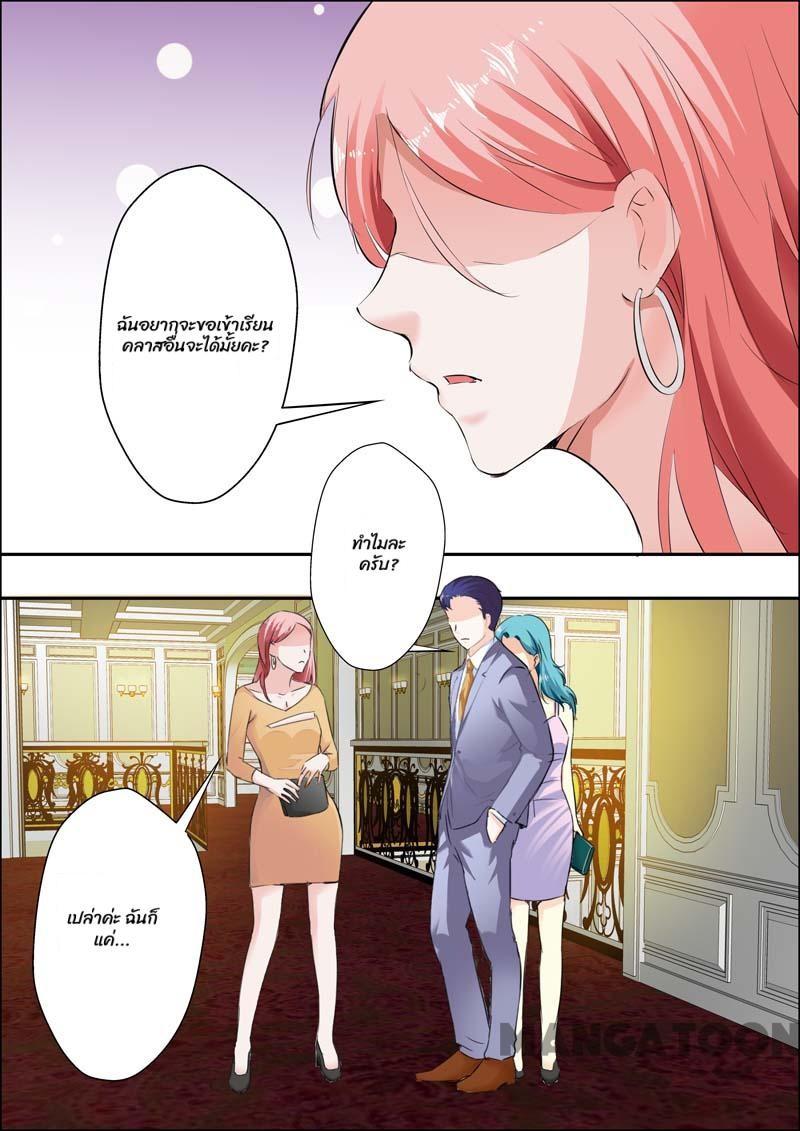 ฉันอยากจะขอเข้าเรียน
คลาสอื่นจะได้มั้ยคะ?
ทำไมละ
ครับ?
เปล่าค่ะ ฉันก็
แค่...
MANGATOON